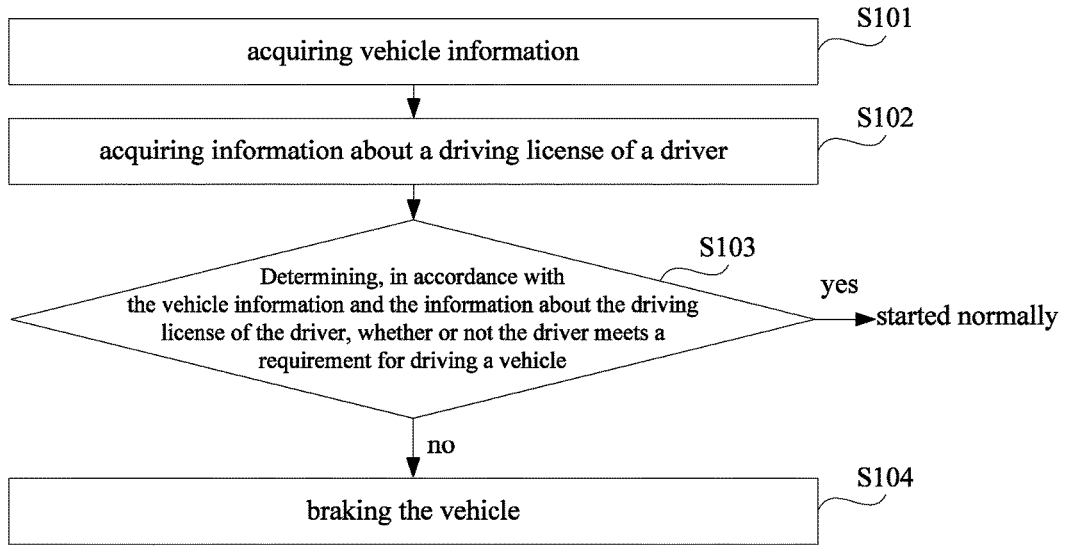 S101
acquiring vehicle information
S102
acquiring information about a driving license of a driver
S103
Determining, in accordance with
the vehicle information and the information about the driving
license of the driver, whether or not the driver meets a
requirement for driving a vehicle
yes
started normally
no
S104
braking the vehicle